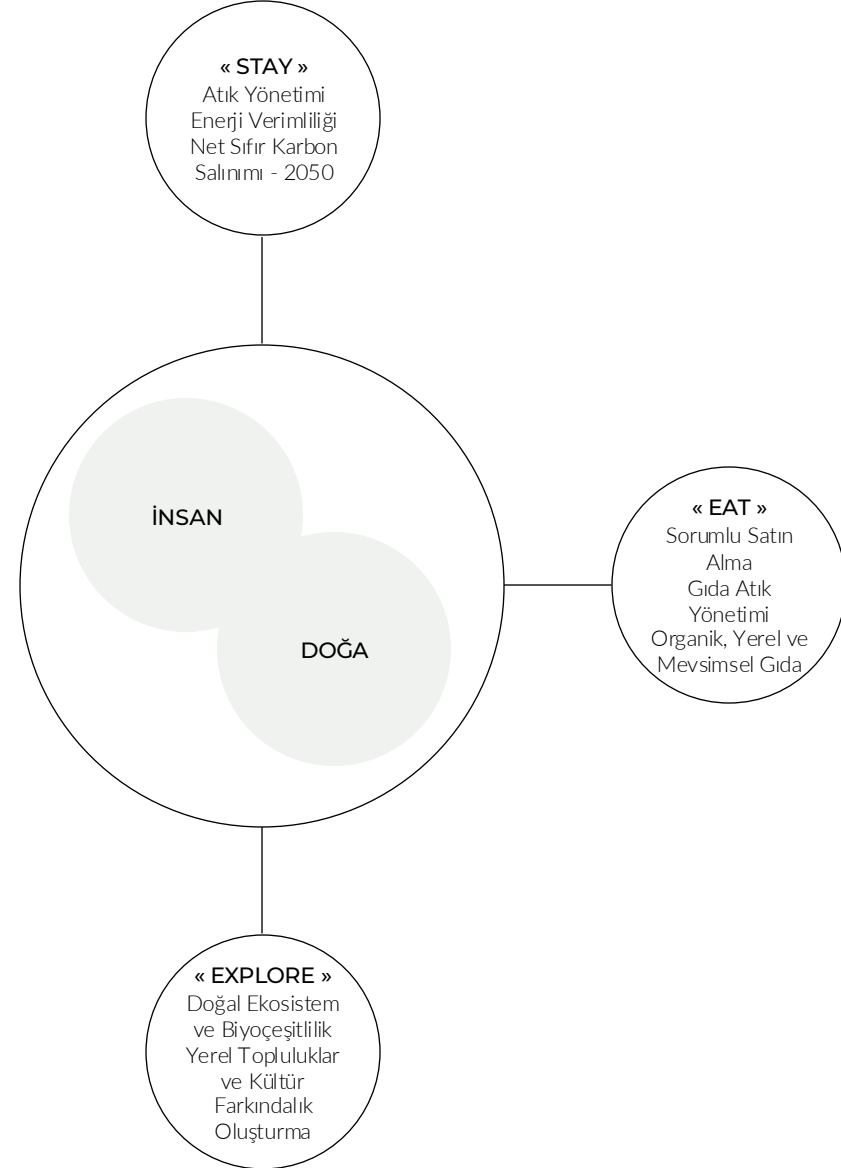 « STAY »
Atık Yönetimi
Enerji Verimliliği
Net Sıfır Karbon
Salınımı - 2050
İNSAN
DOĞA
« EAT »
Sorumlu Satın
Alma
Gıda Atık
Yönetimi
Organik, Yerel ve
Mevsimsel Gıda
« EXPLORE »
Doğal Ekosistem
ve Biyoçeşitlilik
Yerel Topluluklar
ve Kültür
Farkındalık
Oluşturma